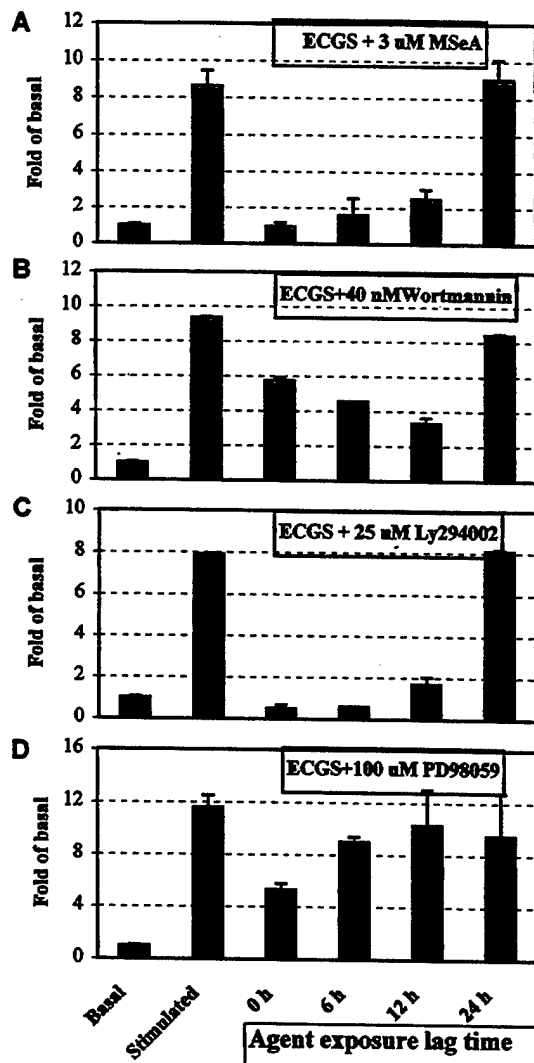 A
12
10
8
6
4
2
0
Fold of basal
ECGS + 3 uM MSeA
B
12
10
8
6
4
2
0
Fold of basal
ECGS+40 nMWortmannin
C
10
8
6
4
2
0
Fold of basal
ECGS + 25 uM Ly294002
D
16
12
8
4
0
Fold of basal
ECGS+100 uM PD98059
Basal
Stimulated
0 h
6 h
12 h
24 h
Agent exposure lag time